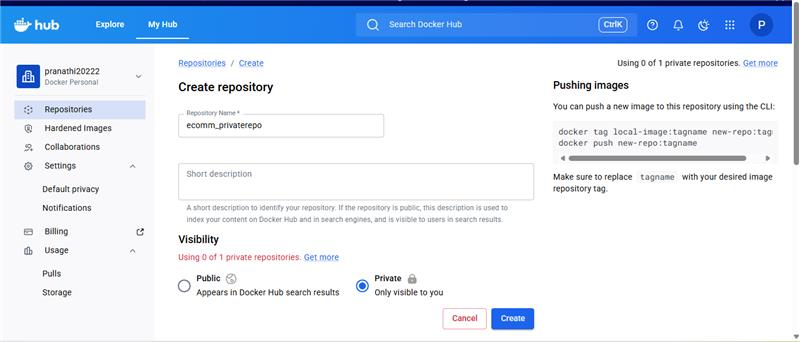 hub
Explore
My Hub
Search Docker Hub
CtrlK
P
pranathi20222
Docker Personal
Repositories
Hardened Images
Collaborations
Settings
Default privacy
Notifications
Billing
Usage
Pulls
Storage
Repositories / Create
Using 0 of 1 private repositories. Get more
Create repository
Repository Name *
ecomm_privaterepo
Short description
A short description to identify your repository. If the repository is public, this description is used to
index your content on Docker Hub and in search engines, and is visible to users in search results.
Visibility
Using 0 of 1 private repositories. Get more
Public
Appears in Docker Hub search results
Private
Only visible to you
Cancel
Create
Pushing images
You can push a new image to this repository using the CLI:
docker tag local-image:tagname new-repo:tag
docker push new-repo:tagname
Make sure to replace tagname with your desired image
repository tag.